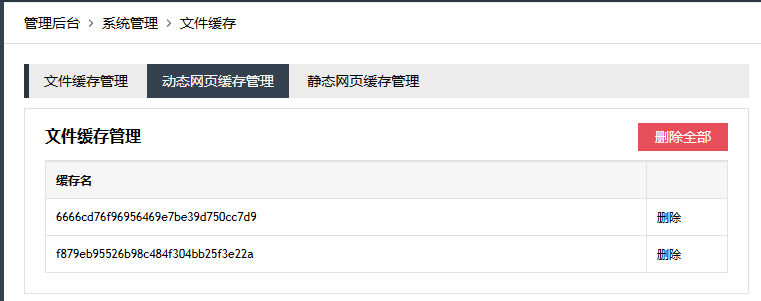 管理后台 > 系统管理 > 文件缓存
文件缓存管理 动态网页缓存管理 静态网页缓存管理
文件缓存管理 删除全部
缓存名
6666cd76f96956469e7be39d750cc7d9 删除
f879eb95526b98c484f304bb25f3e22a 删除